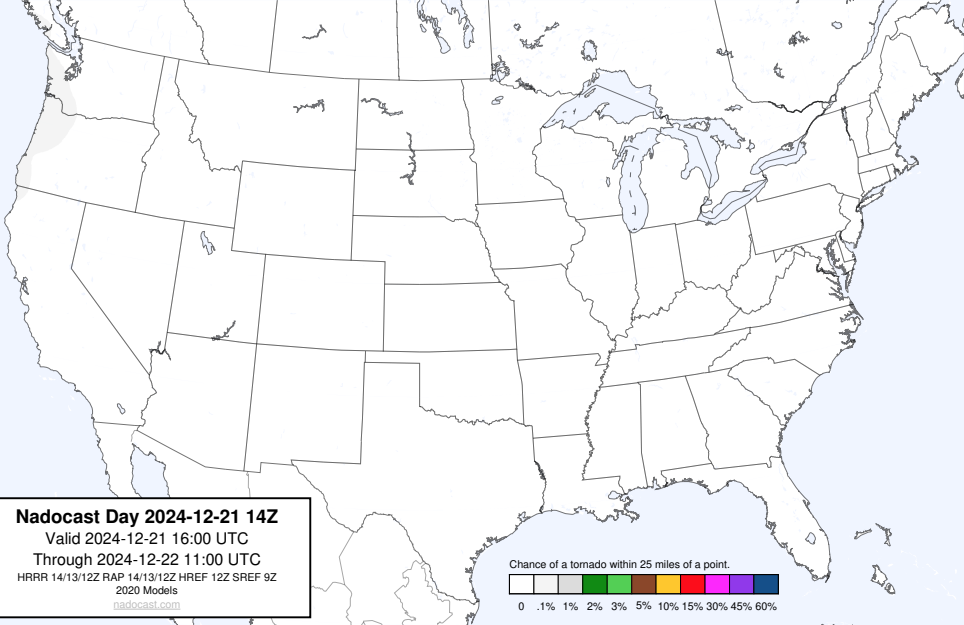 Nadocast Day 2024-12-21 14Z
Valid 2024-12-21 16:00 UTC
Through 2024-12-22 11:00 UTC
HRRR 14/13/12Z RAP 14/13/12Z HREF 12Z SREF 9Z
2020 Models
nadocast.com
Chance of a tornado within 25 miles of a point.
0 .1% 1% 2% 3% 5% 10% 15% 30% 45% 60%